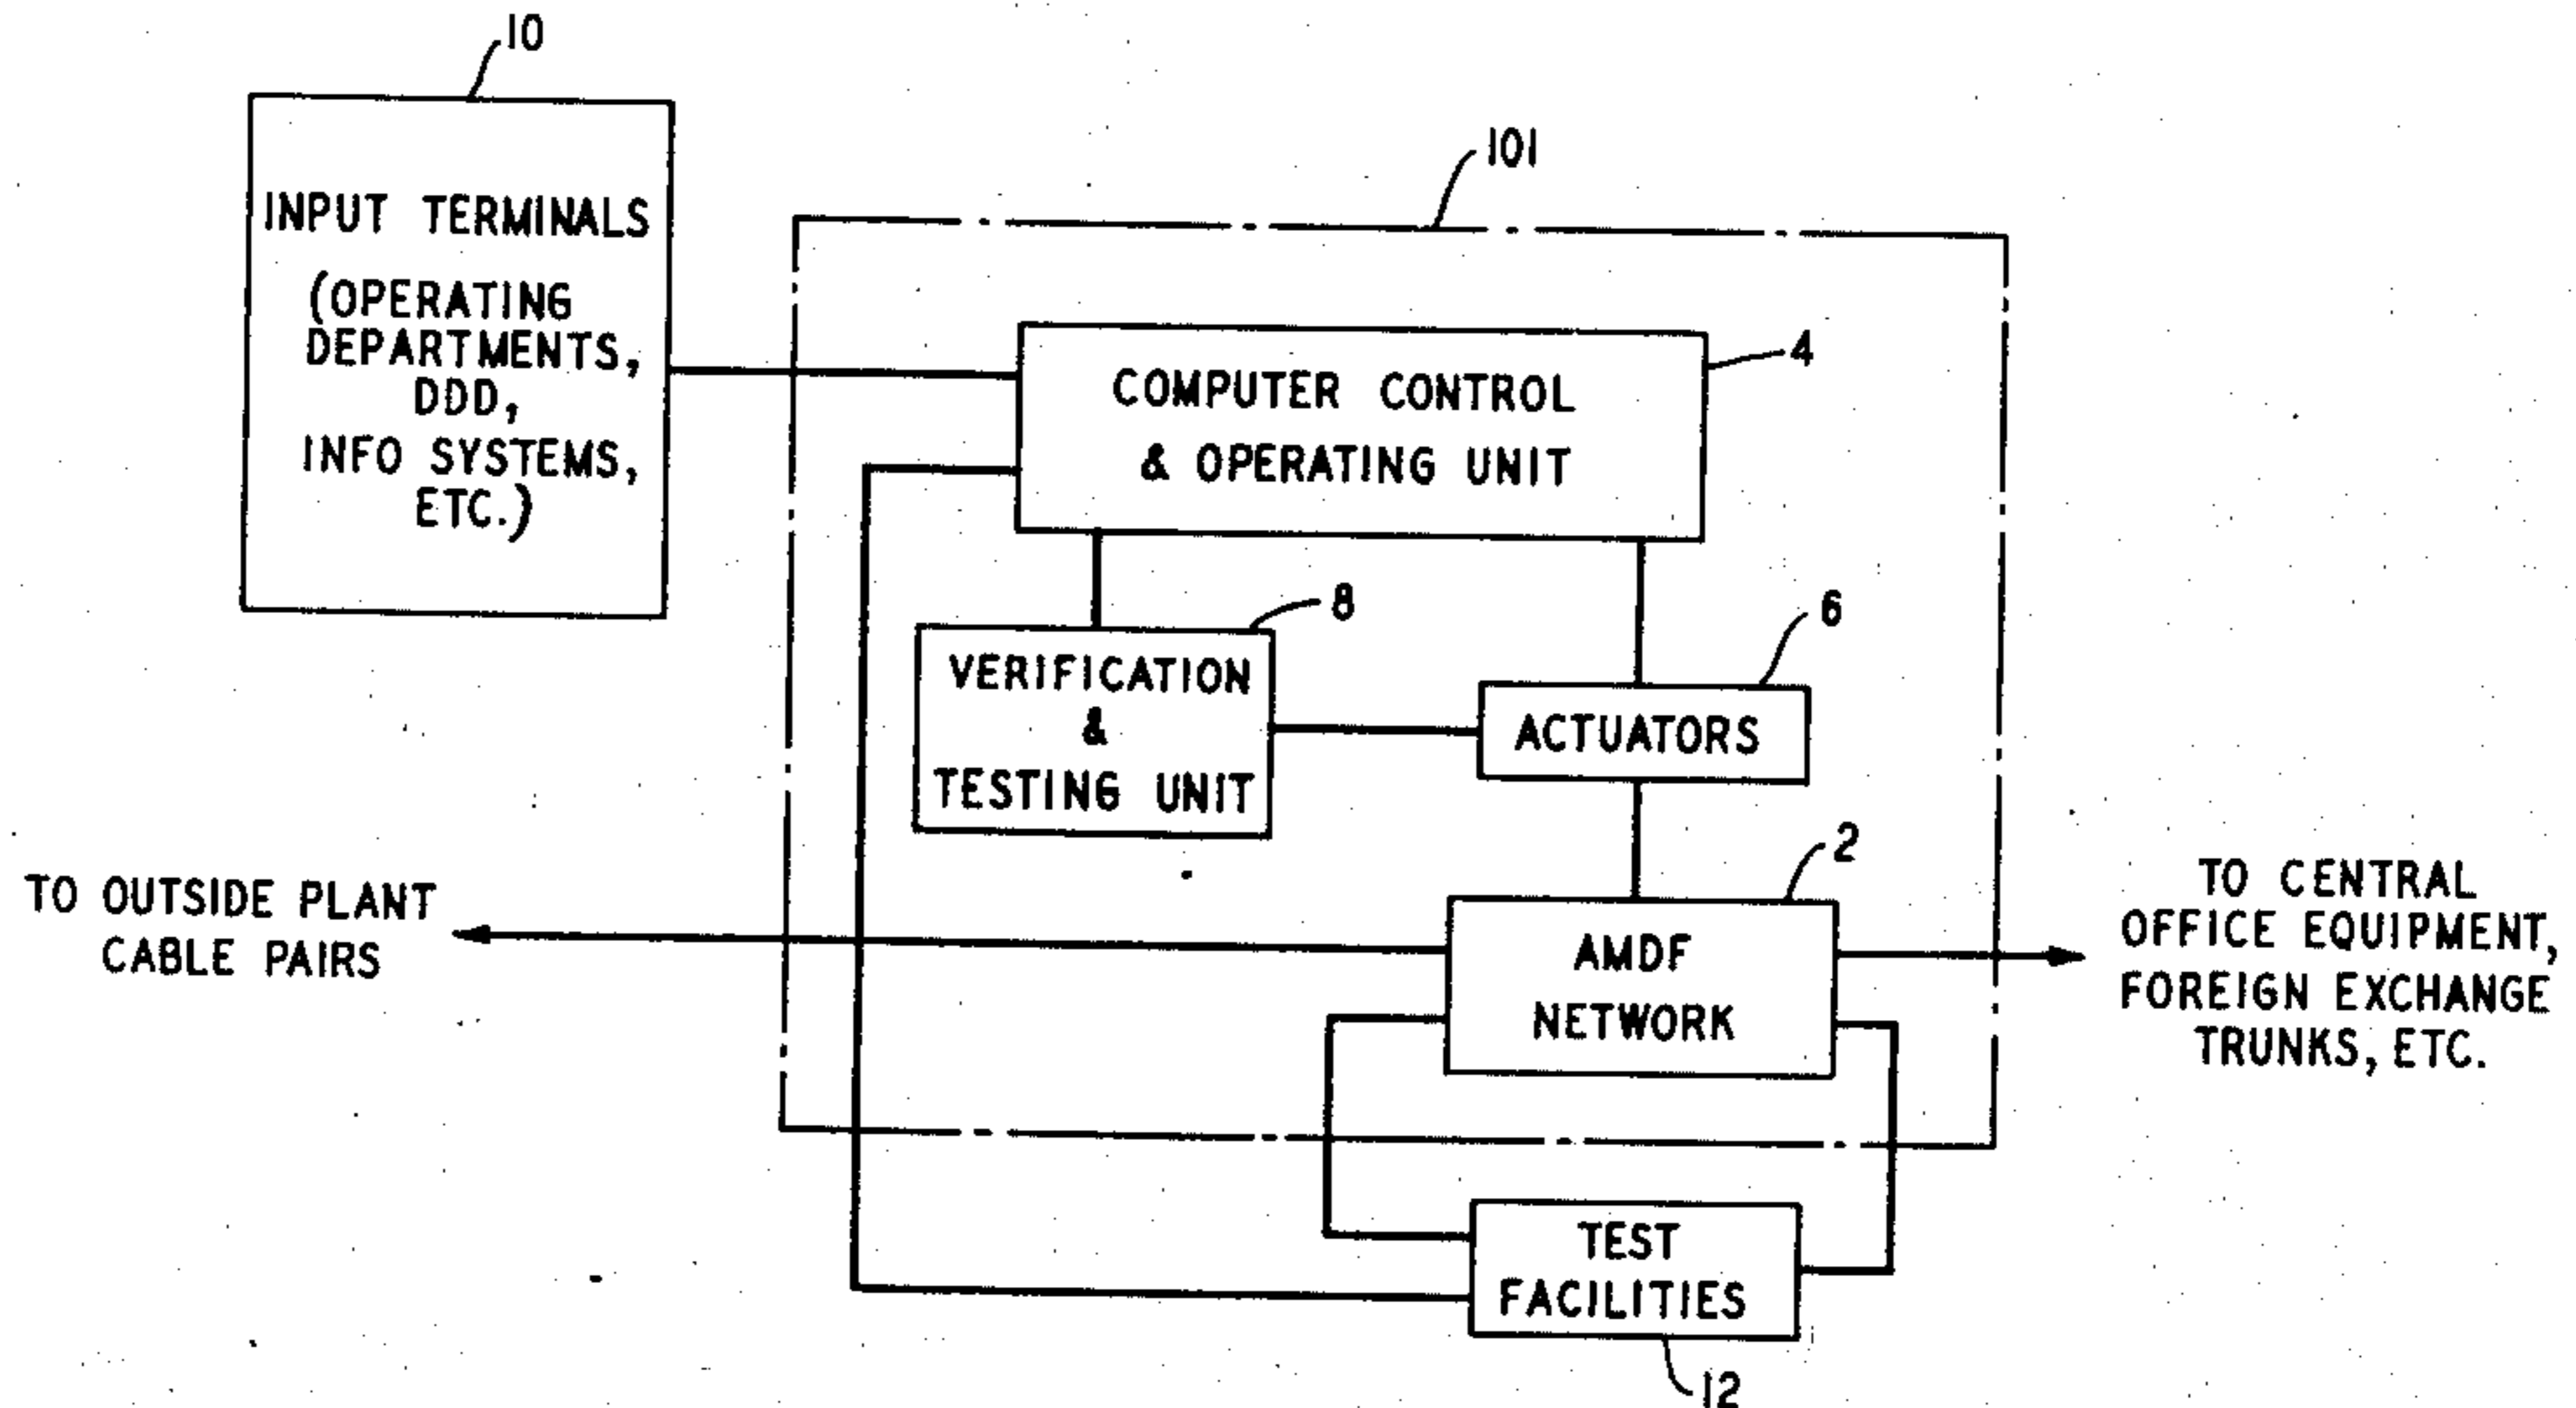 10
INPUT TERMINALS
(OPERATING
DEPARTMENTS,
DDD,
INFO SYSTEMS,
ETC.)
101
COMPUTER CONTROL
& OPERATING UNIT
4
VERIFICATION
&
TESTING UNIT
8
ACTUATORS
6
TO OUTSIDE PLANT
CABLE PAIRS
AMDF
NETWORK
2
TO CENTRAL
OFFICE EQUIPMENT,
FOREIGN EXCHANGE
TRUNKS, ETC.
TEST
FACILITIES
12